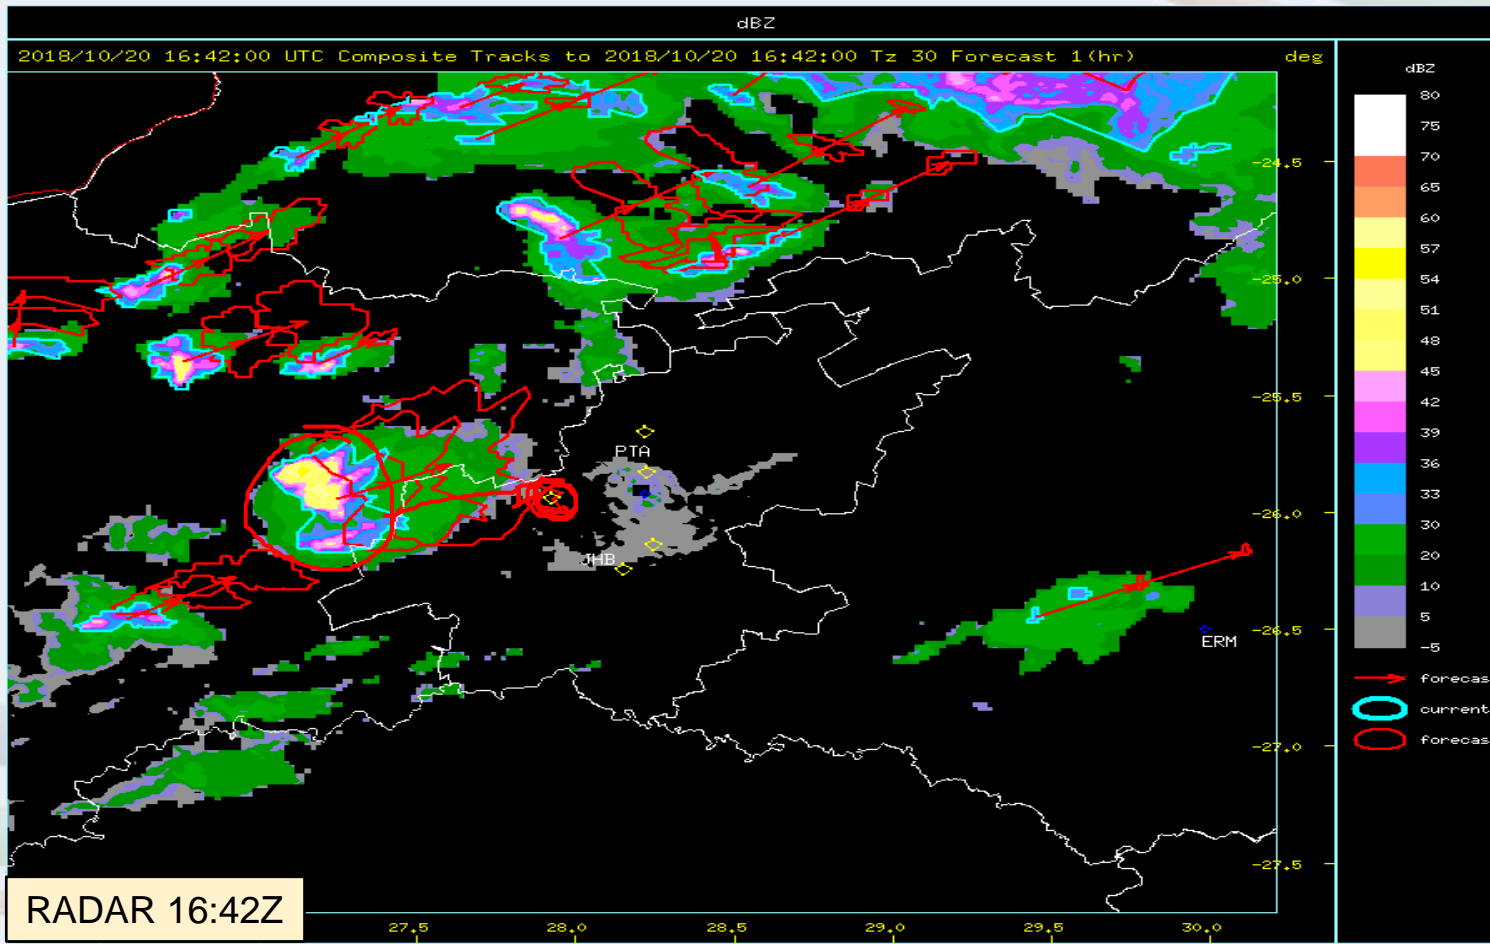 dBZ
2018/10/20 16:42:00 UTC Composite Tracks to 2018/10/20 16:42:00 Tz 30 Forecast 1(hr)
deg
dBZ
80
75
70
65
60
57
54
51
48
45
42
39
36
33
30
20
10
5
-5
forecas
current
forecas
-24.5
-25.0
-25.5
-26.0
-26.5
-27.0
-27.5
PTA
JHB
ERM
RADAR 16:42Z
27.5
28.0
28.5
29.0
29.5
30.0